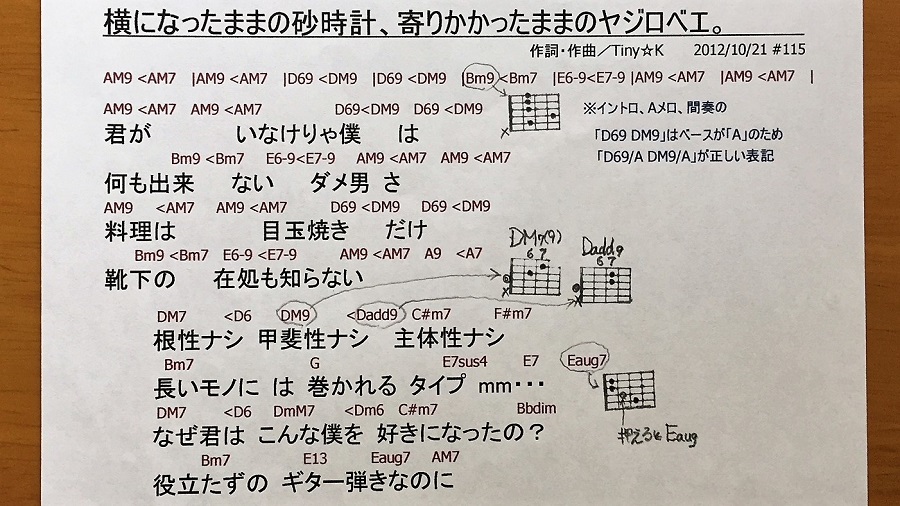 横になったままの砂時計、寄りかかったままのヤジロベエ。
作詞・作曲／Tiny☆K 2012/10/21 #115
AM9 <AM7 |AM9 <AM7 |D69 <DM9 |D69 <DM9 |Bm9 <Bm7 |E6-9<E7-9 |AM9 <AM7 |AM9 <AM7 |
AM9 <AM7 AM9 <AM7 D69<DM9 D69 <DM9
※イントロ、Aメロ、間奏の
君が いなけりゃ僕 は
「D69 DM9」はベースが「A」のため
「D69/A DM9/A」が正しい表記
Bm9 <Bm7 E6-9<E7-9 AM9 <AM7 AM9 <AM7
何も出来 ない ダメ男 さ
AM9 <AM7 AM9 <AM7 D69 <DM9 D69 <DM9
料理は 目玉焼き だけ
DM7(9)
6 7
Dadd9
6 7
Bm9 <Bm7 E6-9 <E7-9 AM9 <AM7 A9 <A7
靴下の 在処も知らない
DM7 <D6 DM9 <Dadd9 C#m7 F#m7
根性ナシ 甲斐性ナシ 主体性ナシ
Bm7 G E7sus4 E7 Eaug7
長いモノに は 巻かれる タイプ mm・・・
DM7 <D6 DmM7 <Dm6 C#m7 Bbdim
なぜ君は こんな僕を 好きになったの？
押えるとEaug
Bm7 E13 Eaug7 AM7
役立たずの ギター弾きなのに